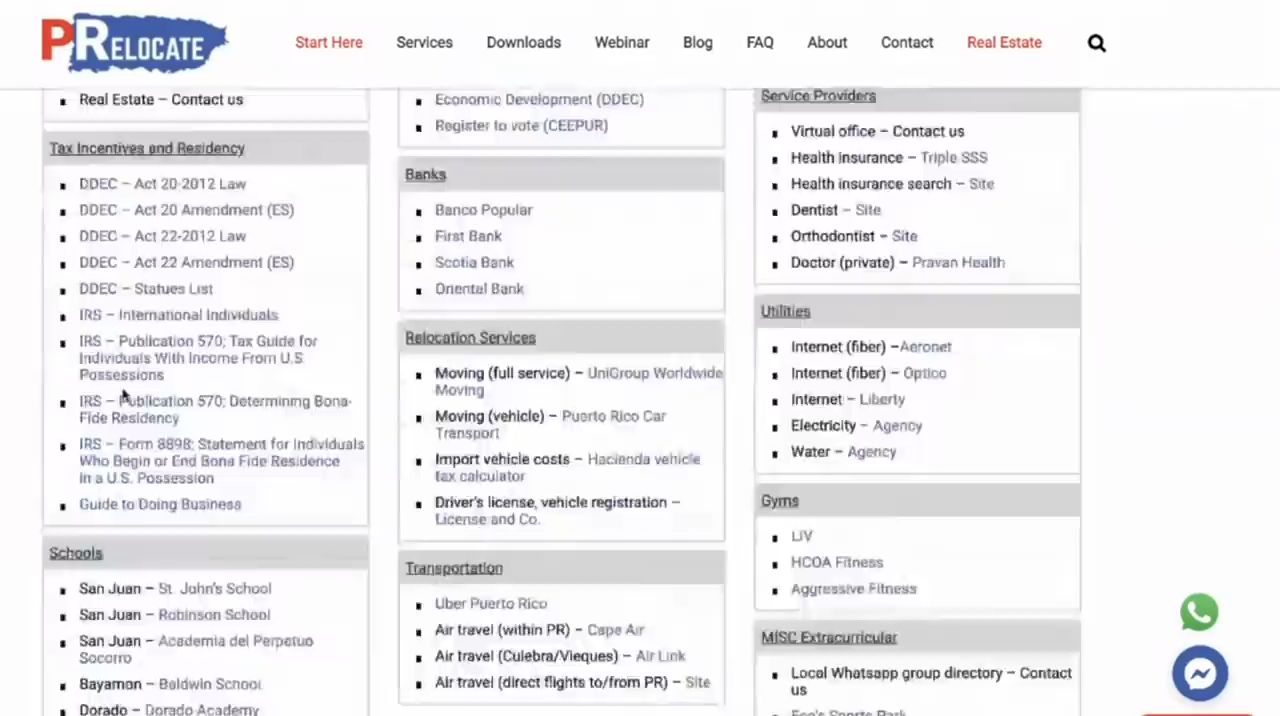 PRELOCATE
Start Here
Services
Downloads
Webinar
Blog
FAQ
About
Contact
Real Estate
Real Estate – Contact us
Tax Incentives and Residency
DDEC – Act 20-2012 Law
DDEC – Act 20 Amendment (ES)
DDEC – Act 22-2012 Law
DDEC – Act 22 Amendment (ES)
DDEC – Statues List
IRS – International Individuals
IRS – Publication 570; Tax Guide for
Individuals With Income From U.S.
Possessions
IRS – Publication 570; Determining Bona-
Fide Residency
IRS – Form 8898; Statement for Individuals
Who Begin or End Bona Fide Residence
in a U.S. Possession
Guide to Doing Business
Schools
San Juan – St. John's School
San Juan – Robinson School
San Juan – Academia del Perpetuo
Socorro
Bayamon – Baldwin School
Dorado – Dorado Academy
Economic Development (DDEC)
Register to vote (CEEPUR)
Banks
Banco Popular
First Bank
Scotia Bank
Oriental Bank
Relocation Services
Moving (full service) – UniGroup Worldwide
Moving
Moving (vehicle) – Puerto Rico Car
Transport
Import vehicle costs – Hacienda vehicle
tax calculator
Driver's license, vehicle registration –
License and Co.
Transportation
Uber Puerto Rico
Air travel (within PR) – Cape Air
Air travel (Culebra/Vieques) – Air Link
Air travel (direct flights to/from PR) – Site
Service Providers
Virtual office – Contact us
Health insurance – Triple SSS
Health insurance search – Site
Dentist – Site
Orthodontist – Site
Doctor (private) – Pravan Health
Utilities
Internet (fiber) –Aeronet
Internet (fiber) – Optico
Internet – Liberty
Electricity – Agency
Water – Agency
Gyms
LIV
HCOA Fitness
Aggressive Fitness
MISC Extracurricular
Local Whatsapp group directory – Contact
us
Sports Park